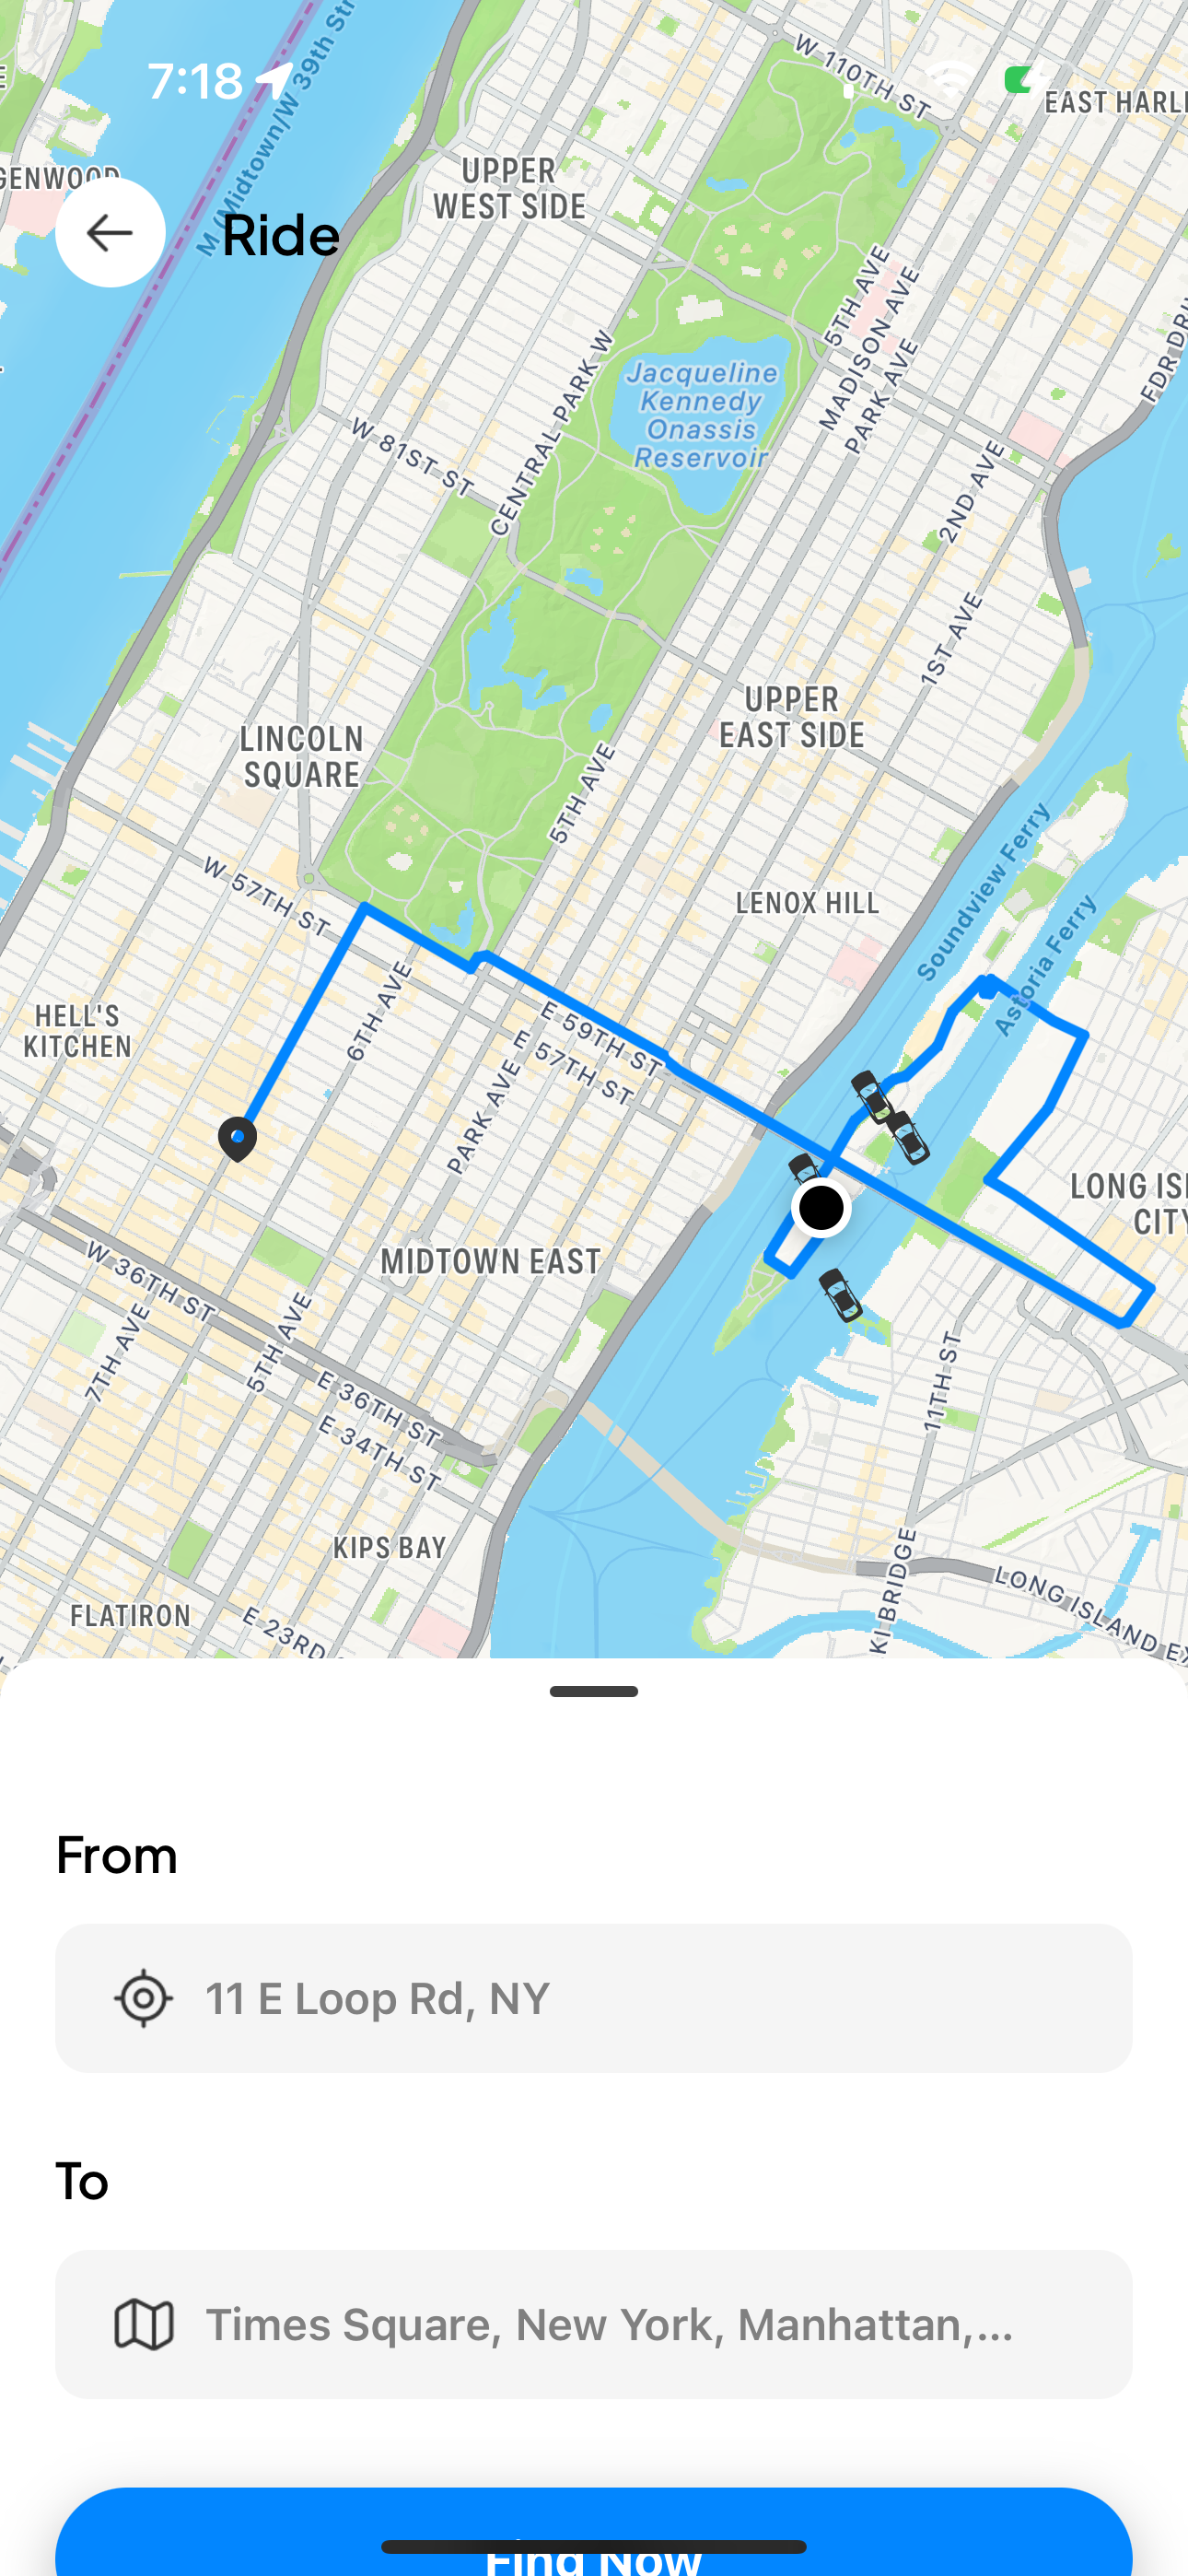 7:18
M (Midtown/W 39th Str
W 110TH ST
EAST HARL
GENWOOD
UPPER
WEST SIDE
Ride
5TH AVE
MADISON AVE
PARK AVE
FDR DRIV
Jacqueline
Kennedy
Onassis
Reservoir
CENTRAL PARK W
W 81ST ST
2ND AVE
1ST AVE
UPPER
EAST SIDE
LINCOLN
SQUARE
5TH AVE
Soundview Ferry
W 57TH ST
LENOX HILL
Astoria Ferry
HELL'S
KITCHEN
6TH AVE
E 59TH ST
E 57TH ST
PARK AVE
LONG ISL
CITY
MIDTOWN EAST
W 36TH ST
7TH AVE
5TH AVE
E 36TH ST
E 34TH ST
11TH ST
KIPS BAY
KI BRIDGE
LONG ISLAND EX
FLATIRON
E 23RD
From
11 E Loop Rd, NY
To
Times Square, New York, Manhattan,...
Find Now